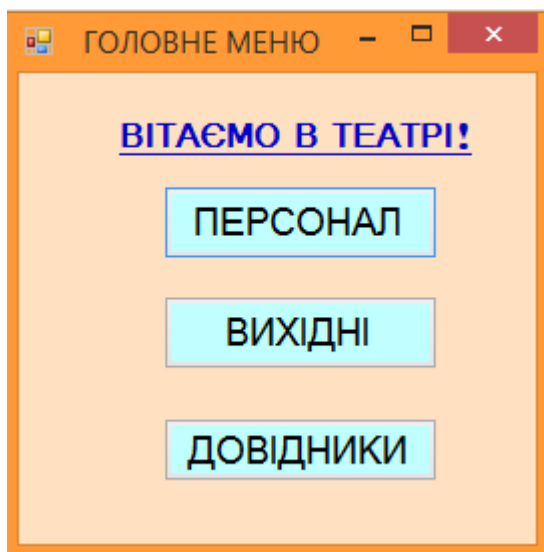 ГОЛОВНЕ МЕНЮ
ВІТАЄМО В ТЕАТРІ!
ПЕРСОНАЛ
ВИХІДНІ
ДОВІДНИКИ